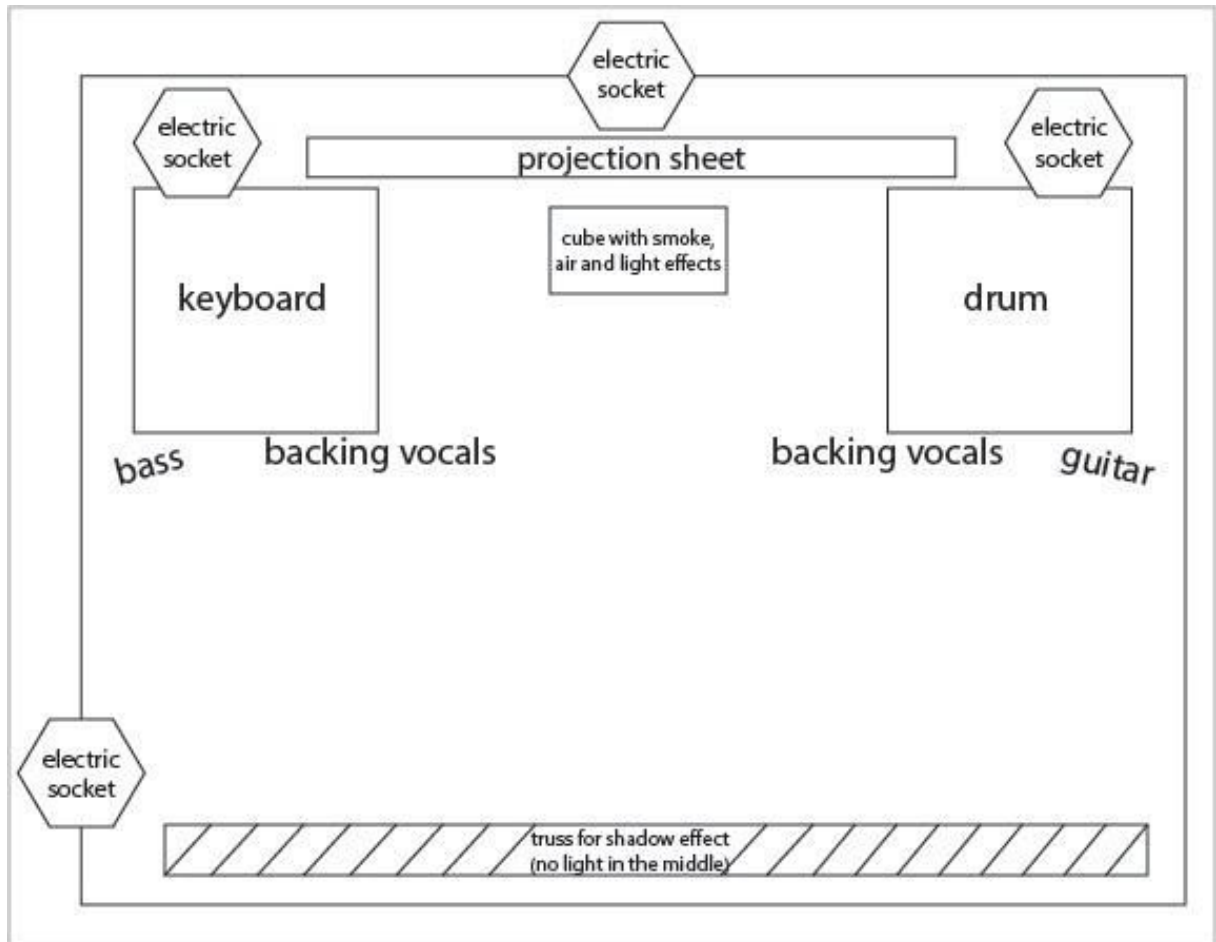 electric
socket
electric
socket
electric
socket
projection sheet
cube with smoke,
air and light effects
keyboard
drum
bass
backing vocals
backing vocals
guitar
electric
socket
truss for shadow effect
(no light in the middle)